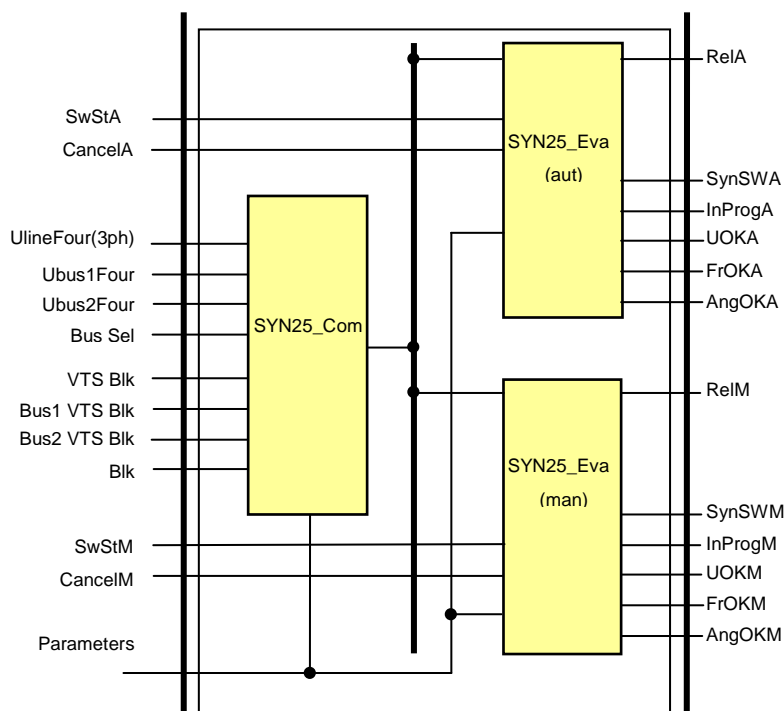 SwStA
CancelA
UlineFour(3ph)
Ubus1Four
Ubus2Four
Bus Sel
VTS Blk
Bus1 VTS Blk
Bus2 VTS Blk
Blk
SwStM
CancelM
Parameters
SYN25_Com
SYN25_Eva
(aut)
SYN25_Eva
(man)
RelA
SynSWA
InProgA
UOKA
FrOKA
AngOKA
RelM
SynSWM
InProgM
UOKM
FrOKM
AngOKM